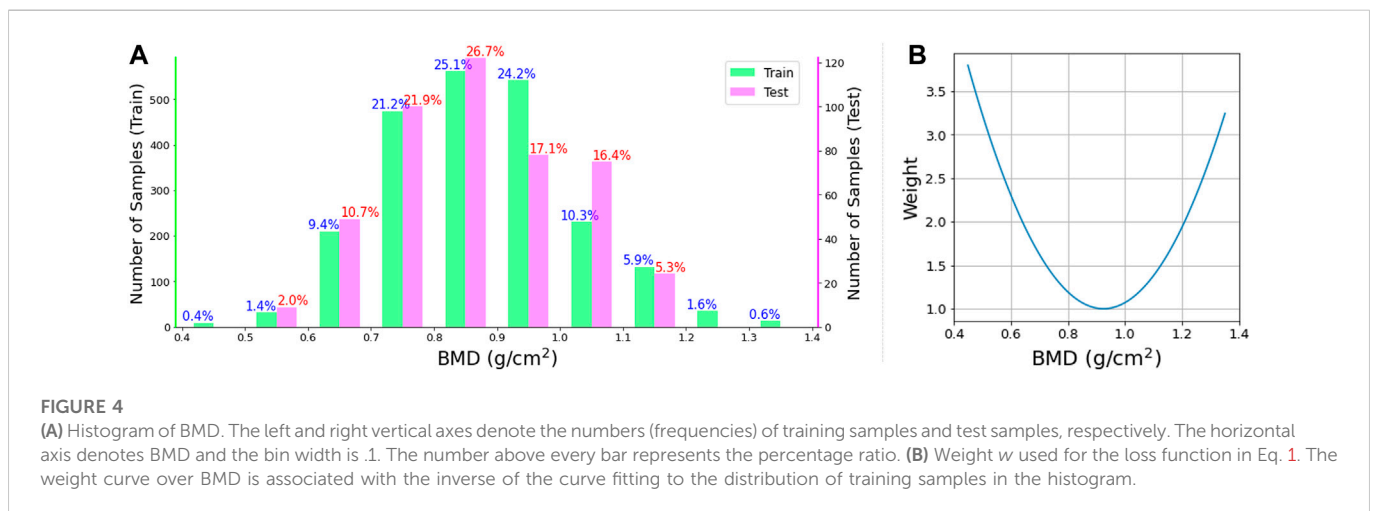 A
Number of Samples (Train)
500
400
300
200
100
0
0.4%
1.4%
2.0%
9.4%
10.7%
21.2%
21.9%
25.1%
26.7%
24.2%
17.1%
10.3%
16.4%
5.9%
5.3%
1.6%
0.6%
Train
Test
120
100
80
60
40
20
0
Number of Samples (Test)
0.4 0.5 0.6 0.7 0.8 0.9 1.0 1.1 1.2 1.3 1.4
BMD (g/cm²)
B
Weight
3.5
3.0
2.5
2.0
1.5
1.0
0.4 0.6 0.8 1.0 1.2 1.4
BMD (g/cm²)
FIGURE 4
(A) Histogram of BMD. The left and right vertical axes denote the numbers (frequencies) of training samples and test samples, respectively. The horizontal
axis denotes BMD and the bin width is .1. The number above every bar represents the percentage ratio. (B) Weight w used for the loss function in Eq. 1. The
weight curve over BMD is associated with the inverse of the curve fitting to the distribution of training samples in the histogram.